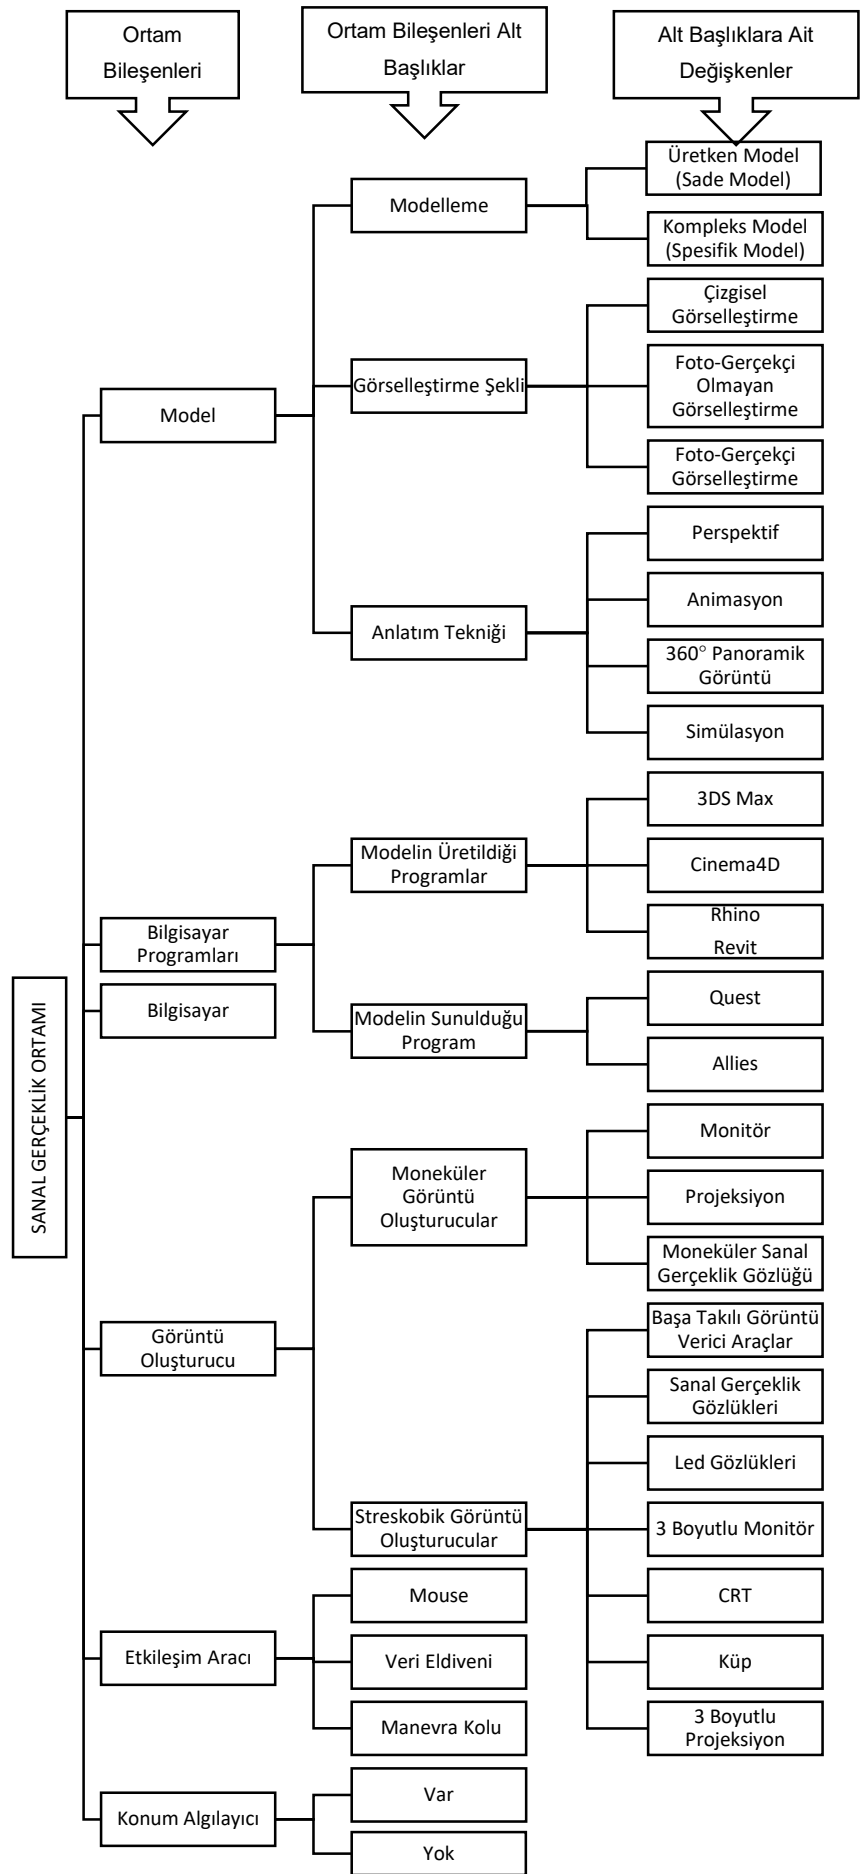 Ortam
Bileşenleri
Ortam Bileşenleri Alt
Başlıklar
Alt Başlıklara Ait
Değişkenler
SANAL GERÇEKLİK ORTAMI
Model
Modelleme
Üretken Model
(Sade Model)
Kompleks Model
(Spesifik Model)
Görselleştirme Şekli
Çizgisel
Görselleştirme
Foto-Gerçekçi
Olmayan
Görselleştirme
Foto-Gerçekçi
Görselleştirme
Anlatım Tekniği
Perspektif
Animasyon
360° Panoramik
Görüntü
Simülasyon
Bilgisayar
Programları
Modelin Üretildiği
Programlar
3DS Max
Cinema4D
Rhino
Revit
Modelin Sunulduğu
Program
Quest
Allies
Bilgisayar
Görüntü
Oluşturucu
Moneküler
Görüntü
Oluşturucular
Monitör
Projeksiyon
Moneküler Sanal
Gerçeklik Gözlüğü
Streskobik Görüntü
Oluşturucular
Başa Takılı Görüntü
Verici Araçlar
Sanal Gerçeklik
Gözlükleri
Led Gözlükleri
3 Boyutlu Monitör
CRT
Küp
3 Boyutlu
Projeksiyon
Etkileşim Aracı
Mouse
Veri Eldiveni
Manevra Kolu
Konum Algılayıcı
Var
Yok